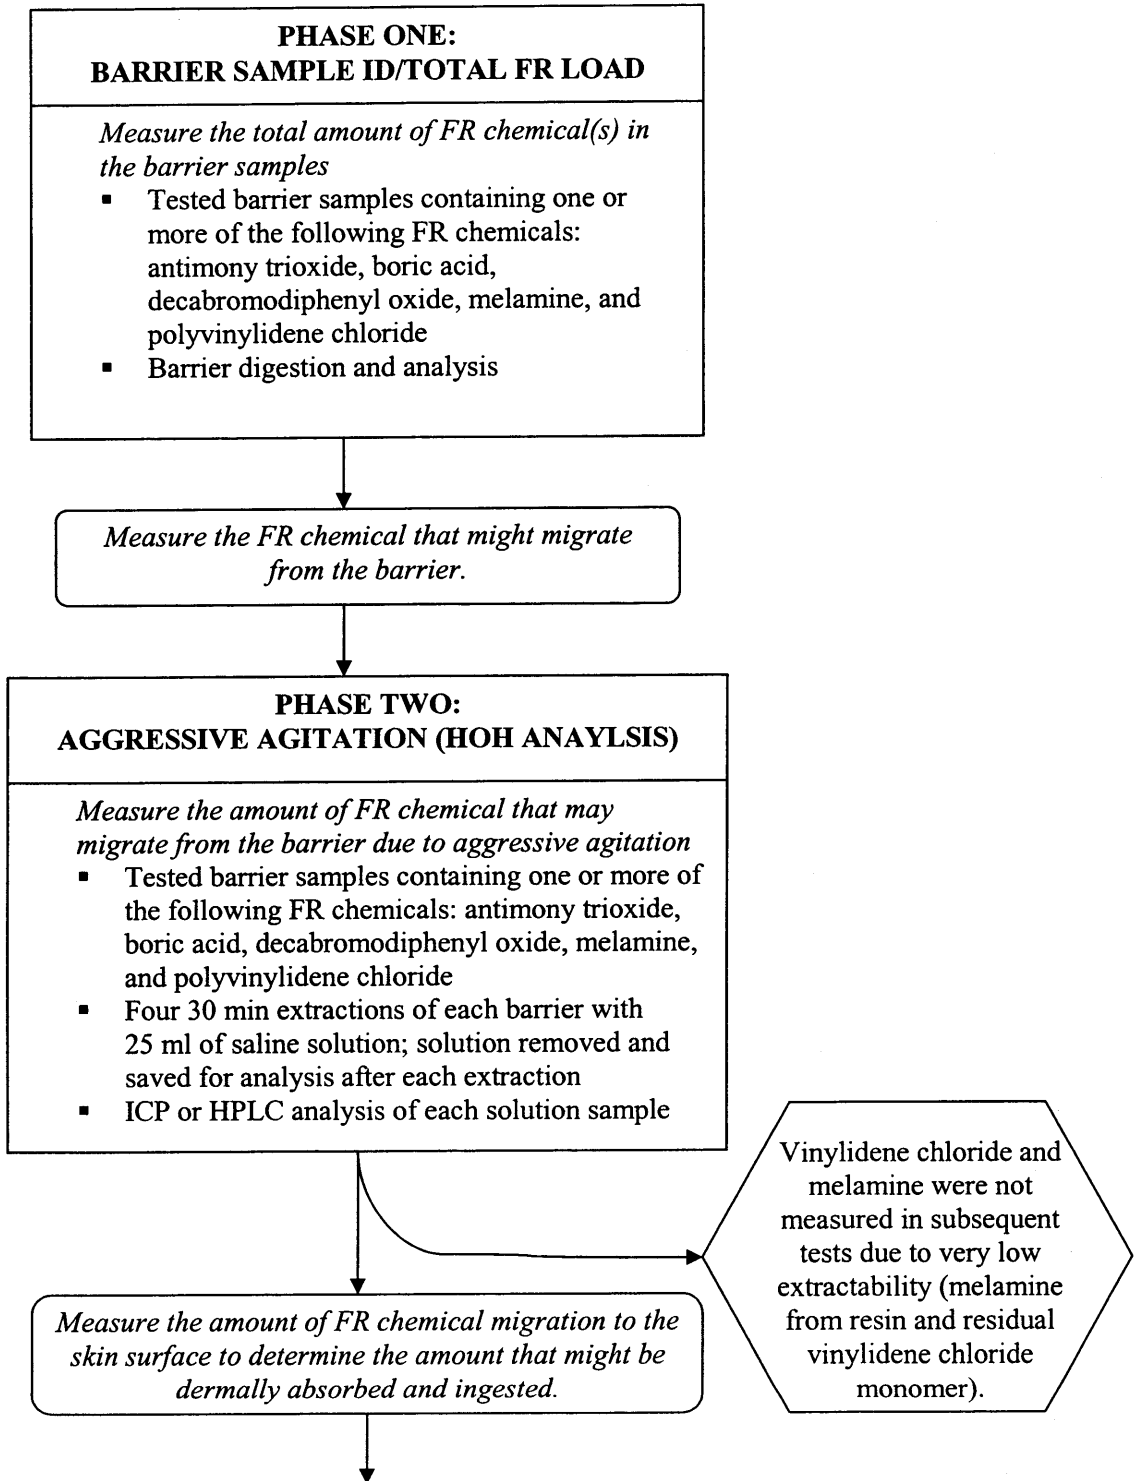 PHASE ONE:
BARRIER SAMPLE ID/TOTAL FR LOAD
Measure the total amount of FR chemical(s) in
the barrier samples
▪ Tested barrier samples containing one or
more of the following FR chemicals:
antimony trioxide, boric acid,
decabromodiphenyl oxide, melamine, and
polyvinylidene chloride
▪ Barrier digestion and analysis
Measure the FR chemical that might migrate
from the barrier.
PHASE TWO:
AGGRESSIVE AGITATION (HOH ANAYLSIS)
Measure the amount of FR chemical that may
migrate from the barrier due to aggressive agitation
▪ Tested barrier samples containing one or more of
the following FR chemicals: antimony trioxide,
boric acid, decabromodiphenyl oxide, melamine,
and polyvinylidene chloride
▪ Four 30 min extractions of each barrier with
25 ml of saline solution; solution removed and
saved for analysis after each extraction
▪ ICP or HPLC analysis of each solution sample
Vinylidene chloride and
melamine were not
measured in subsequent
tests due to very low
extractability (melamine
from resin and residual
vinylidene chloride
monomer).
Measure the amount of FR chemical migration to the
skin surface to determine the amount that might be
dermally absorbed and ingested.